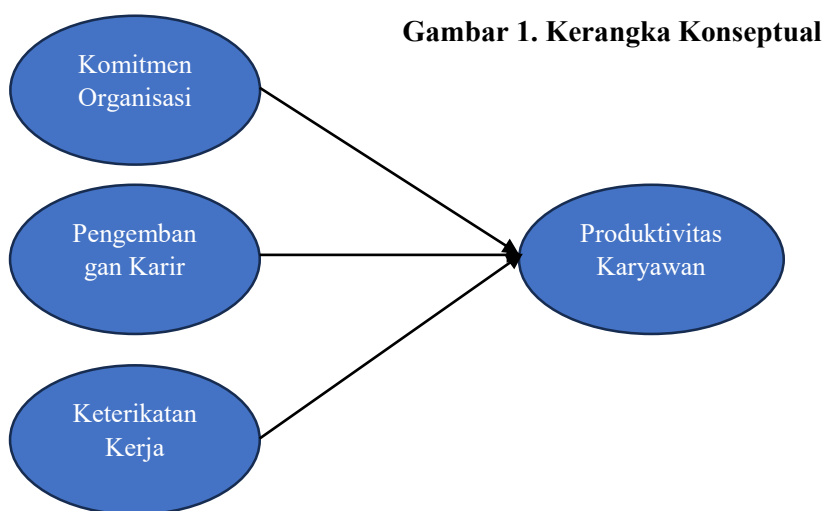 Gambar 1. Kerangka Konseptual
Komitmen
Organisasi
Pengemban
gan Karir
Produktivitas
Karyawan
Keterikatan
Kerja